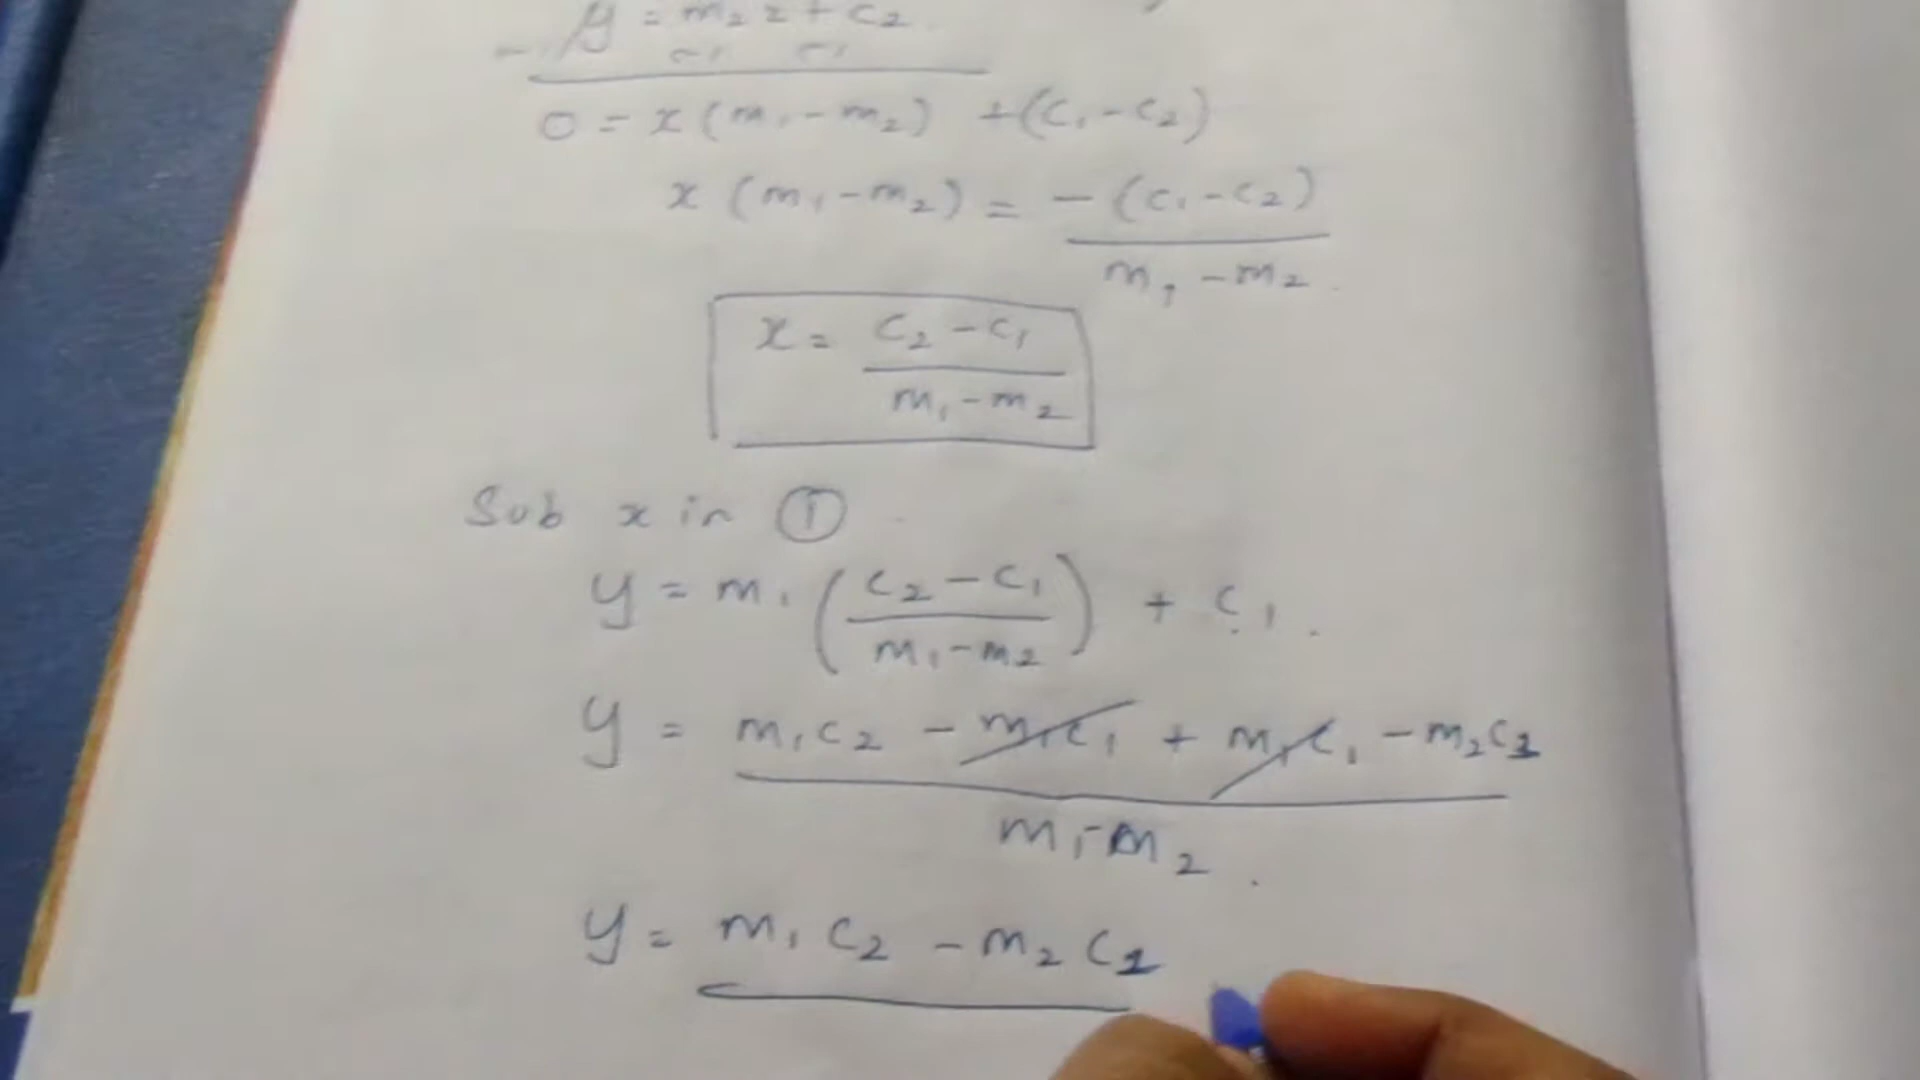 y = m₂x + c₂
(-) (-)
0 = x(m₁ - m₂) + (c₁ - c₂)
x (m₁ - m₂) = -(c₁ - c₂) / m₁ - m₂.
x = c₂ - c₁ / m₁ - m₂
Sub x in ①.
y = m₁ (c₂ - c₁ / m₁ - m₂) + c₁.
y = m₁c₂ - m₁c₁ + m₁c₁ - m₂c₁ / m₁ - m₂.
y = m₁c₂ - m₂c₁